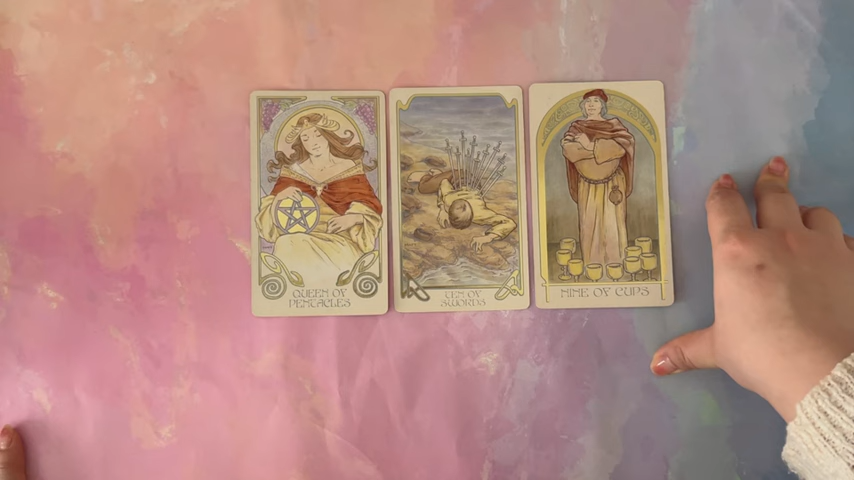 QUEEN OF
PENTACLES
TEN OF
SWORDS
NINE OF CUPS